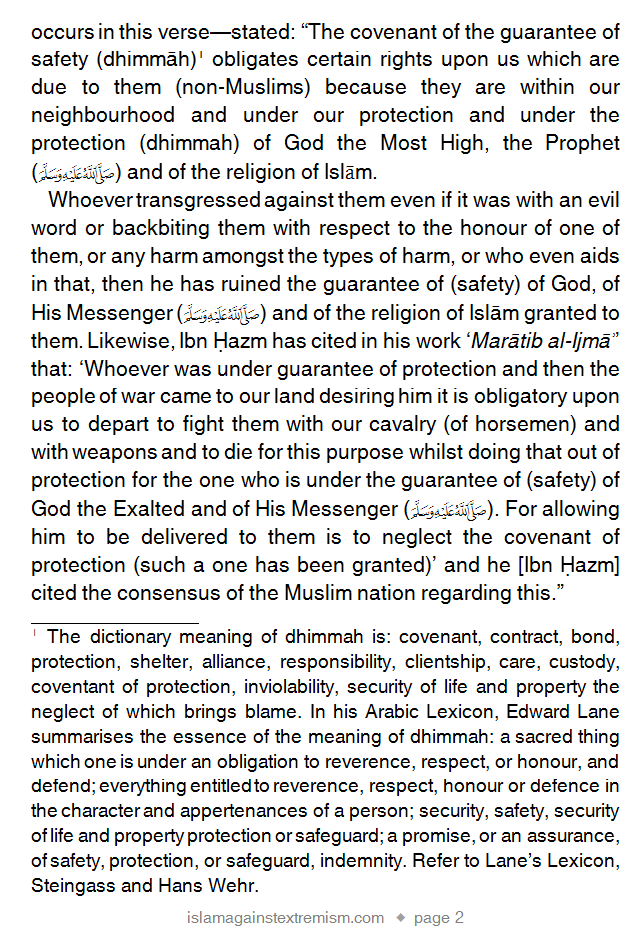 occurs in this verse—stated: “The covenant of the guarantee of
safety (dhimmāh)¹ obligates certain rights upon us which are
due to them (non-Muslims) because they are within our
neighbourhood and under our protection and under the
protection (dhimmah) of God the Most High, the Prophet
(ﷺ) and of the religion of Islām.
Whoever transgressed against them even if it was with an evil
word or backbiting them with respect to the honour of one of
them, or any harm amongst the types of harm, or who even aids
in that, then he has ruined the guarantee of (safety) of God, of
His Messenger (ﷺ) and of the religion of Islām granted to
them. Likewise, Ibn Ḥazm has cited in his work ‘Marātib al-Ijmāʿ’
that: ‘Whoever was under guarantee of protection and then the
people of war came to our land desiring him it is obligatory upon
us to depart to fight them with our cavalry (of horsemen) and
with weapons and to die for this purpose whilst doing that out of
protection for the one who is under the guarantee of (safety) of
God the Exalted and of His Messenger (ﷺ). For allowing
him to be delivered to them is to neglect the covenant of
protection (such a one has been granted)’ and he [Ibn Ḥazm]
cited the consensus of the Muslim nation regarding this.”
¹ The dictionary meaning of dhimmah is: covenant, contract, bond,
protection, shelter, alliance, responsibility, clientship, care, custody,
coventant of protection, inviolability, security of life and property the
neglect of which brings blame. In his Arabic Lexicon, Edward Lane
summarises the essence of the meaning of dhimmah: a sacred thing
which one is under an obligation to reverence, respect, or honour, and
defend; everything entitled to reverence, respect, honour or defence in
the character and appertenances of a person; security, safety, security
of life and property protection or safeguard; a promise, or an assurance,
of safety, protection, or safeguard, indemnity. Refer to Lane’s Lexicon,
Steingass and Hans Wehr.
islamagainstextremism.com ◆ page 2